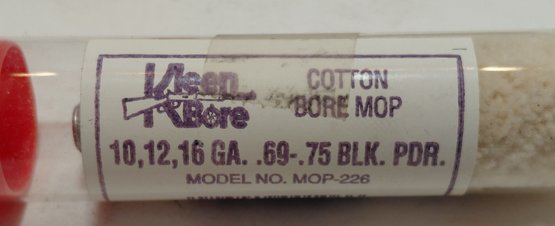 Kleen
Bore
COTTON
BORE MOP
10,12,16 GA. .69-.75 BLK. PDR.
MODEL NO. MOP-226